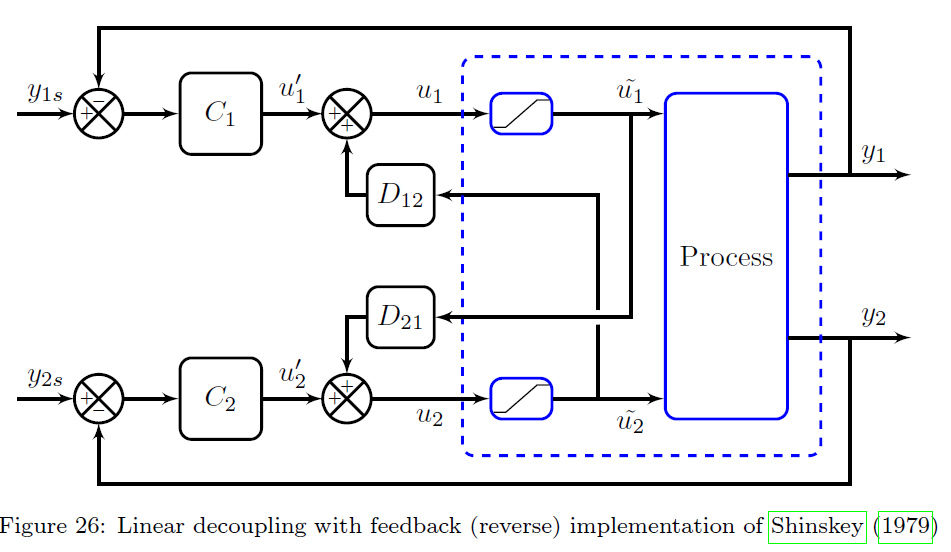 y₁ₛ
−
+
C₁
u′₁
+
+
u₁
ũ₁
y₁
D₁₂
Process
D₂₁
y₂
y₂ₛ
+
−
C₂
u′₂
+
+
u₂
ũ₂
Figure 26: Linear decoupling with feedback (reverse) implementation of Shinskey (1979)